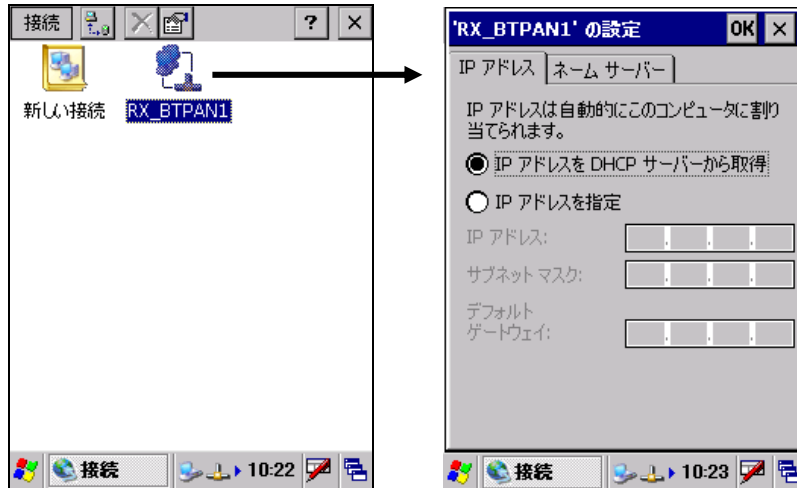 接続
?
×
新しい接続
RX_BTPAN1
接続
10:22
'RX_BTPAN1' の設定
OK
×
IP アドレス
ネーム サーバー
IP アドレスは自動的にこのコンピュータに割り
当てられます。
IP アドレスを DHCP サーバーから取得
IP アドレスを指定
IP アドレス:
サブネット マスク:
デフォルト
ゲートウェイ:
接続
10:23